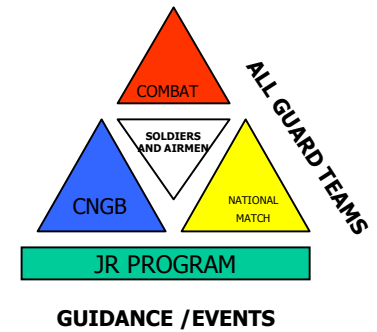 COMBAT
ALL GUARD TEAMS
SOLDIERS
AND AIRMEN
CNGB
NATIONAL
MATCH
JR PROGRAM
GUIDANCE /EVENTS